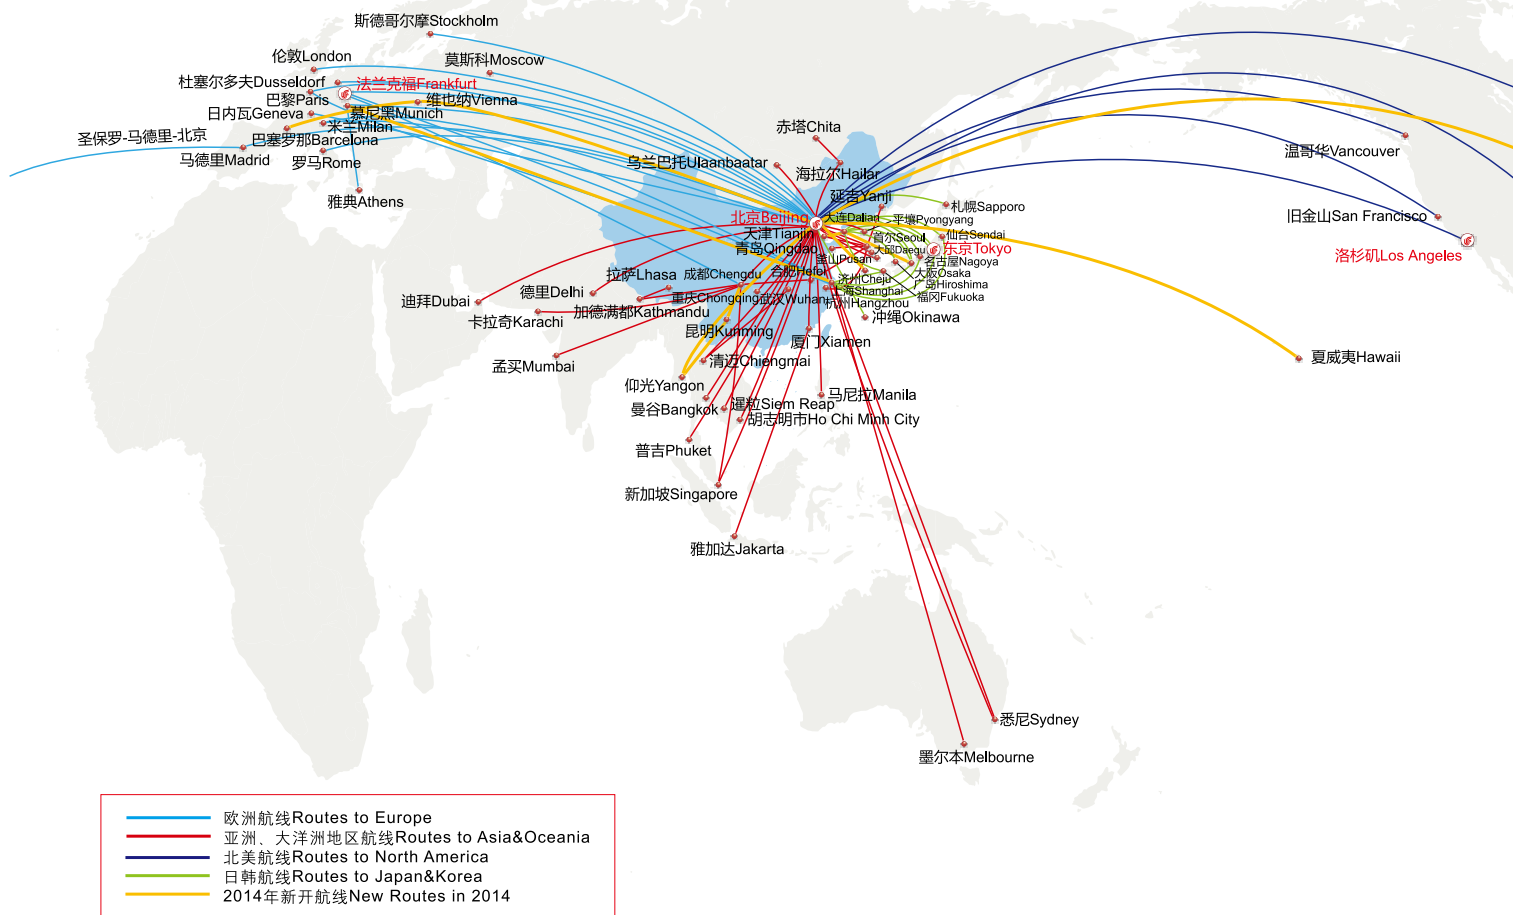 斯德哥尔摩Stockholm
伦敦London
莫斯科Moscow
杜塞尔多夫Dusseldorf
法兰克福Frankfurt
巴黎Paris
维也纳Vienna
日内瓦Geneva
慕尼黑Munich
米兰Milan
圣保罗-马德里-北京
巴塞罗那Barcelona
马德里Madrid
罗马Rome
雅典Athens
赤塔Chita
乌兰巴托Ulaanbaatar
海拉尔Hailar
延吉Yanji
温哥华Vancouver
札幌Sapporo
北京Beijing
大连Dalian
平壤Pyongyang
旧金山San Francisco
天津Tianjin
首尔Seoul
仙台Sendai
青岛Qingdao
大邱Daegu
东京Tokyo
洛杉矶Los Angeles
釜山Pusan
名古屋Nagoya
拉萨Lhasa
成都Chengdu
合肥Hefei
大阪Osaka
济州Cheju
广岛Hiroshima
迪拜Dubai
德里Delhi
重庆Chongqing
武汉Wuhan
上海Shanghai
福冈Fukuoka
杭州Hangzhou
加德满都Kathmandu
卡拉奇Karachi
冲绳Okinawa
昆明Kunming
厦门Xiamen
孟买Mumbai
清迈Chiengmai
夏威夷Hawaii
仰光Yangon
马尼拉Manila
曼谷Bangkok
暹粒Siem Reap
胡志明市Ho Chi Minh City
普吉Phuket
新加坡Singapore
雅加达Jakarta
悉尼Sydney
墨尔本Melbourne
欧洲航线Routes to Europe
亚洲、大洋洲地区航线Routes to Asia&Oceania
北美航线Routes to North America
日韩航线Routes to Japan&Korea
2014年新开航线New Routes in 2014